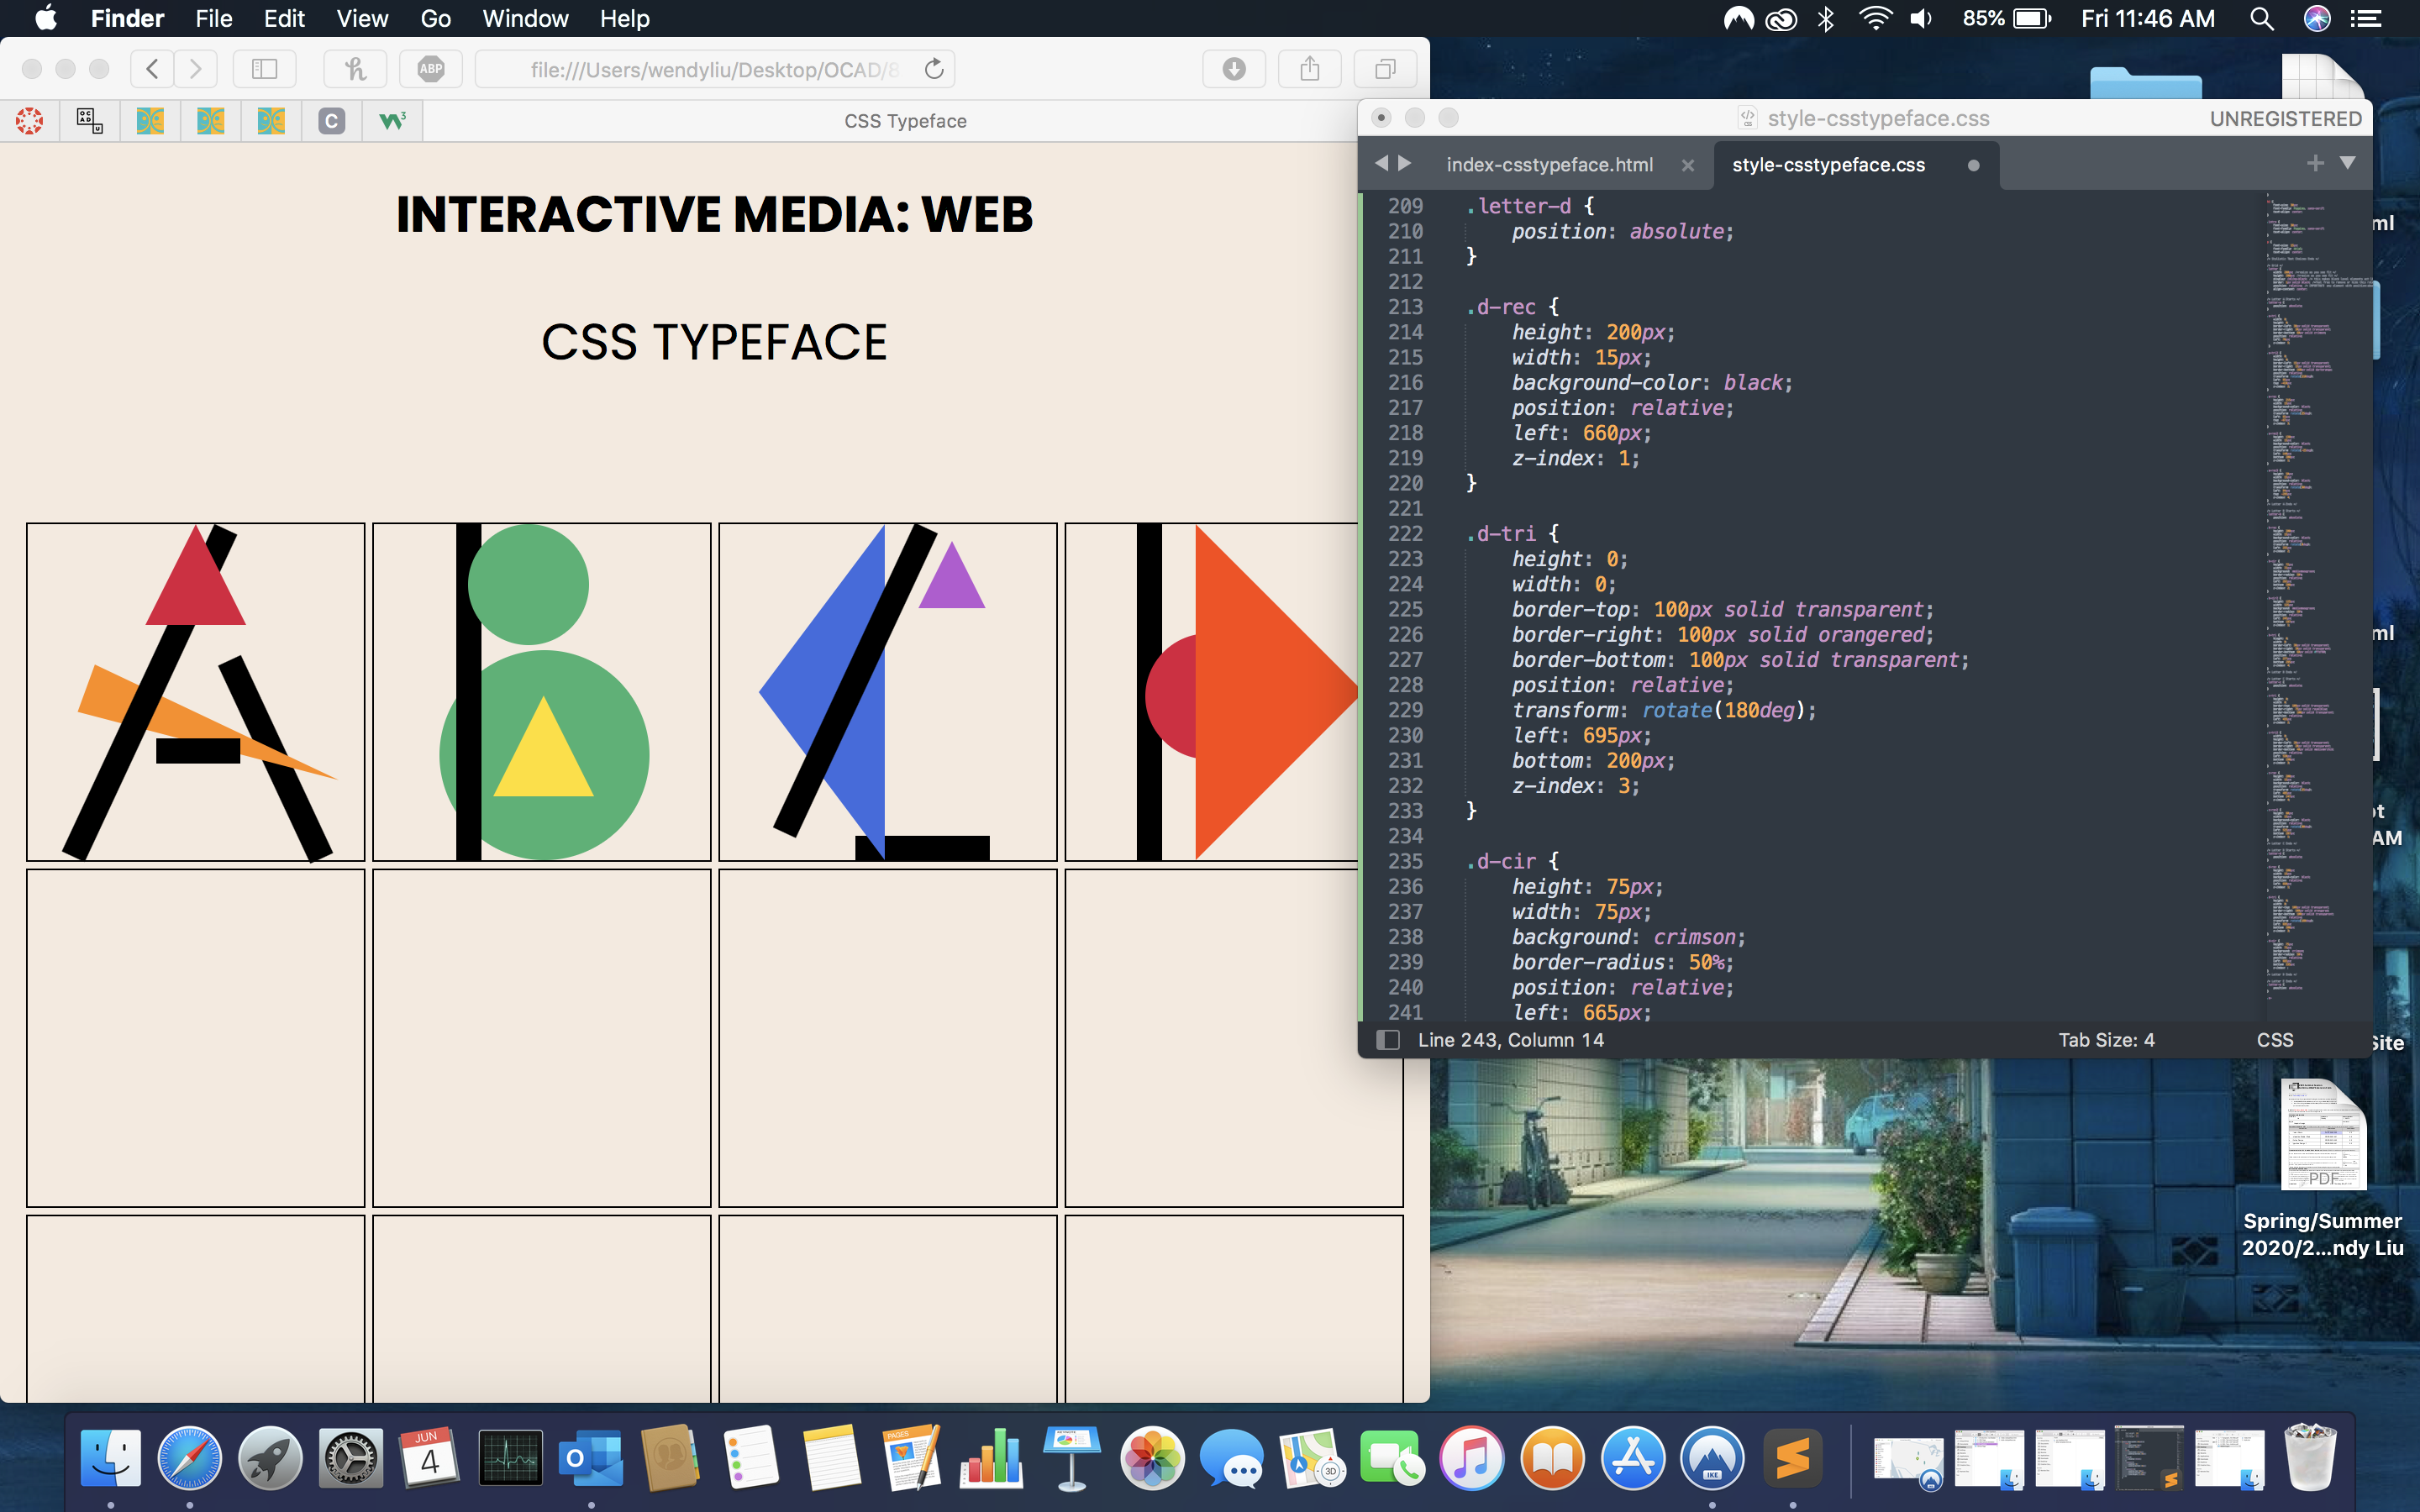 Finder File Edit View Go Window Help
85% Fri 11:46 AM
ABP
file:///Users/wendyliu/Desktop/OCAD/8
OC
AD
U
C
W3
CSS Typeface
INTERACTIVE MEDIA: WEB
CSS TYPEFACE
style-csstypeface.css
UNREGISTERED
index-csstypeface.html
style-csstypeface.css
209 .letter-d {
210 position: absolute;
211 }
212
213 .d-rec {
214 height: 200px;
215 width: 15px;
216 background-color: black;
217 position: relative;
218 left: 660px;
219 z-index: 1;
220 }
221
222 .d-tri {
223 height: 0;
224 width: 0;
225 border-top: 100px solid transparent;
226 border-right: 100px solid orangered;
227 border-bottom: 100px solid transparent;
228 position: relative;
229 transform: rotate(180deg);
230 left: 695px;
231 bottom: 200px;
232 z-index: 3;
233 }
234
235 .d-cir {
236 height: 75px;
237 width: 75px;
238 background: crimson;
239 border-radius: 50%;
240 position: relative;
241 left: 665px;
Line 243, Column 14
Tab Size: 4
CSS
ml
ml
AM
PDF
Spring/Summer
2020/2...ndy Liu
JUN
4
PAGES
3D
IKE